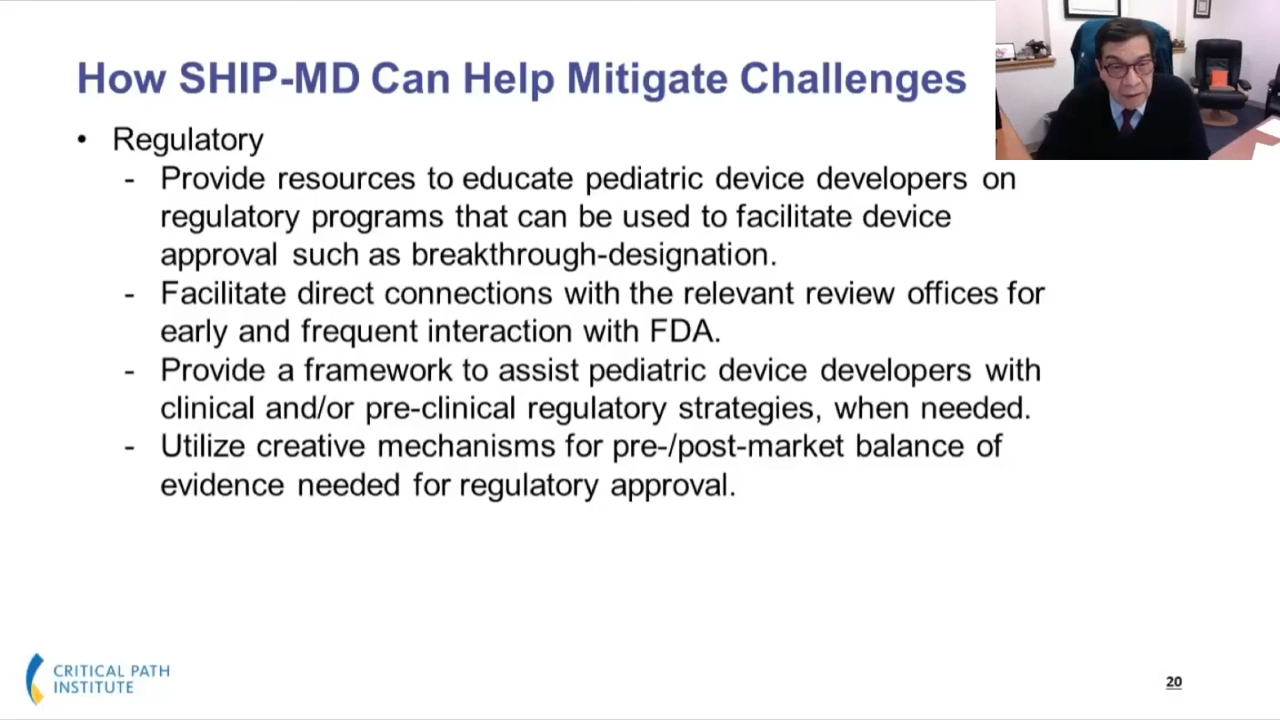 How SHIP-MD Can Help Mitigate Challenges
• Regulatory
- Provide resources to educate pediatric device developers on
regulatory programs that can be used to facilitate device
approval such as breakthrough-designation.
- Facilitate direct connections with the relevant review offices for
early and frequent interaction with FDA.
- Provide a framework to assist pediatric device developers with
clinical and/or pre-clinical regulatory strategies, when needed.
- Utilize creative mechanisms for pre-/post-market balance of
evidence needed for regulatory approval.
CRITICAL PATH
INSTITUTE
20